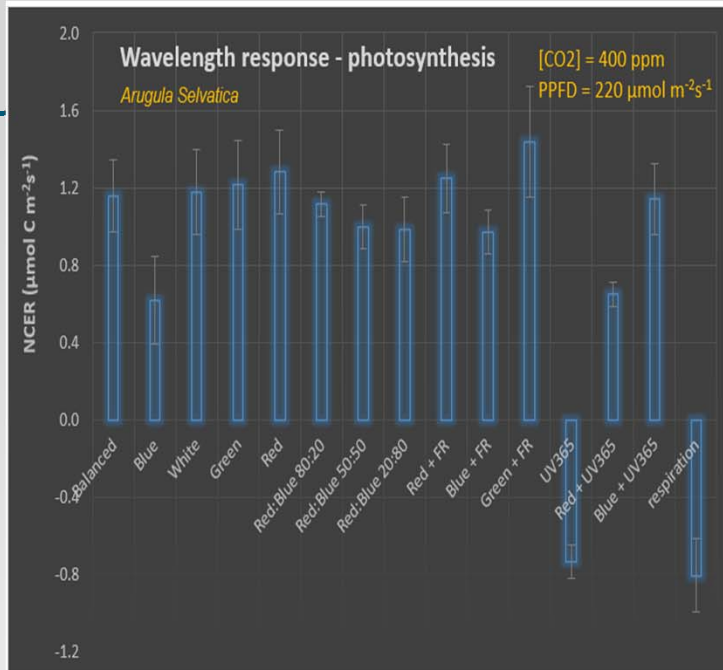 Wavelength response - photosynthesis
Arugula Selvatica
[CO2] = 400 ppm
PPFD = 220 µmol m⁻²s⁻¹
NCER (µmol C m⁻²s⁻¹)
2.0
1.6
1.2
0.8
0.4
0.0
-0.4
-0.8
-1.2
Balanced
Blue
White
Green
Red
Red:Blue 80:20
Red:Blue 50:50
Red:Blue 20:80
Red + FR
Blue + FR
Green + FR
UV365
Red + UV365
Blue + UV365
respiration